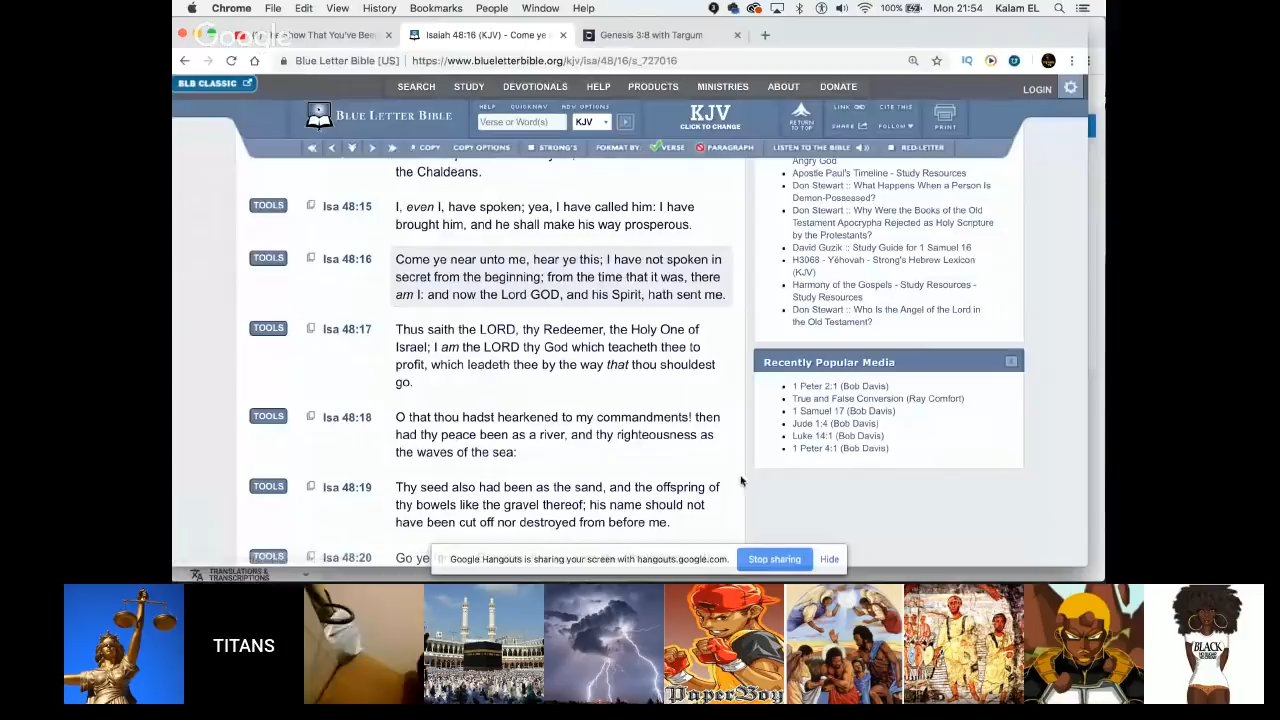 Chrome File Edit View History Bookmarks People Window Help 100% Mon 21:54 Kalam EL
Google
Isaiah 48:16 (KJV) - Come ye
Genesis 3:8 with Targum
Blue Letter Bible [US] https://www.blueletterbible.org/kjv/isa/48/16/s_727016
BLB CLASSIC
SEARCH STUDY DEVOTIONALS HELP PRODUCTS MINISTRIES ABOUT DONATE LOGIN
BLUE LETTER BIBLE
HELP QUICKNAV ADV OPTIONS
Verse or Word(s) KJV
KJV
CLICK TO CHANGE
RETURN
TO TOP
LINK CITE THIS
SHARE FOLLOW
PRINT
COPY COPY OPTIONS STRONG'S FORMAT BY: VERSE PARAGRAPH LISTEN TO THE BIBLE RED LETTER
the Chaldeans.
TOOLS Isa 48:15 I, even I, have spoken; yea, I have called him: I have
brought him, and he shall make his way prosperous.
TOOLS Isa 48:16 Come ye near unto me, hear ye this; I have not spoken in
secret from the beginning; from the time that it was, there
am I: and now the Lord GOD, and his Spirit, hath sent me.
TOOLS Isa 48:17 Thus saith the LORD, thy Redeemer, the Holy One of
Israel; I am the LORD thy God which teacheth thee to
profit, which leadeth thee by the way that thou shouldest
go.
TOOLS Isa 48:18 O that thou hadst hearkened to my commandments! then
had thy peace been as a river, and thy righteousness as
the waves of the sea:
TOOLS Isa 48:19 Thy seed also had been as the sand, and the offspring of
thy bowels like the gravel thereof; his name should not
have been cut off nor destroyed from before me.
TOOLS Isa 48:20 Go ye
Angry God
Apostle Paul's Timeline - Study Resources
Don Stewart :: What Happens When a Person Is
Demon-Possessed?
Don Stewart :: Why Were the Books of the Old
Testament Apocrypha Rejected as Holy Scripture
by the Protestants?
David Guzik :: Study Guide for 1 Samuel 16
H3068 - Yĕhovah - Strong's Hebrew Lexicon
(KJV)
Harmony of the Gospels - Study Resources -
Study Resources
Don Stewart :: Who Is the Angel of the Lord in
the Old Testament?
Recently Popular Media
1 Peter 2:1 (Bob Davis)
True and False Conversion (Ray Comfort)
1 Samuel 17 (Bob Davis)
Jude 1:4 (Bob Davis)
Luke 14:1 (Bob Davis)
1 Peter 4:1 (Bob Davis)
Google Hangouts is sharing your screen with hangouts.google.com. Stop sharing Hide
TRANSLATIONS &
TRANSCRIPTIONS
TITANS
PaperBoy
BLACK